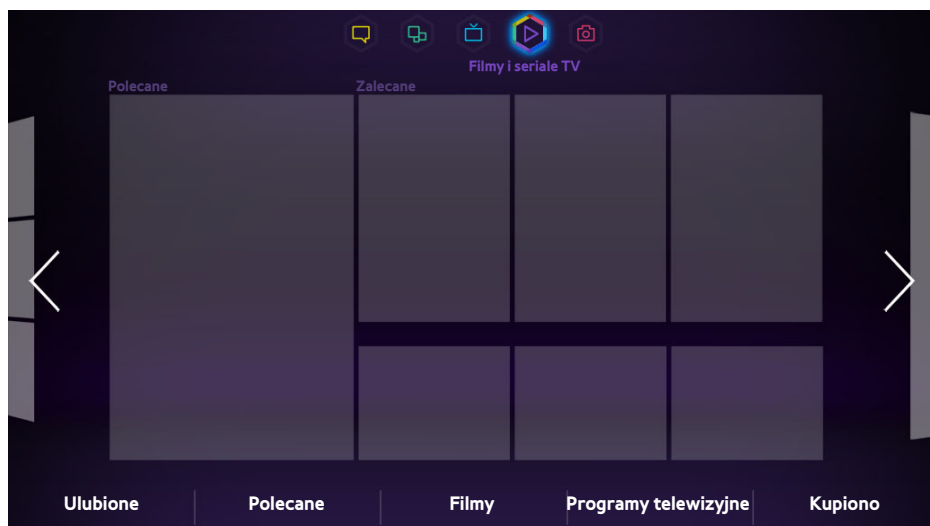 Filmy i seriale TV
Polecane Zalecane
Ulubione Polecane Filmy Programy telewizyjne Kupiono